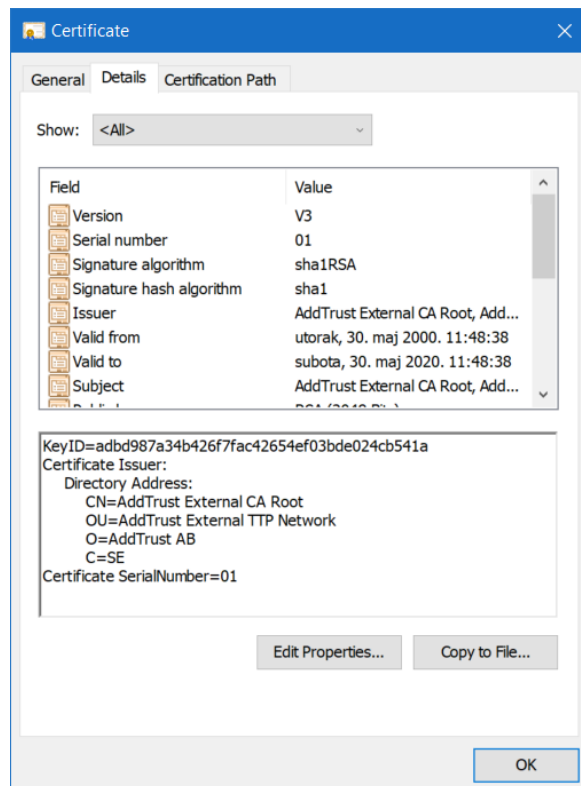 Certificate
General Details Certification Path
Show: <All>
Field Value
Version V3
Serial number 01
Signature algorithm sha1RSA
Signature hash algorithm sha1
Issuer AddTrust External CA Root, Add...
Valid from utorak, 30. maj 2000. 11:48:38
Valid to subota, 30. maj 2020. 11:48:38
Subject AddTrust External CA Root, Add...
KeyID=adbd987a34b426f7fac42654ef03bde024cb541a
Certificate Issuer:
Directory Address:
CN=AddTrust External CA Root
OU=AddTrust External TTP Network
O=AddTrust AB
C=SE
Certificate SerialNumber=01
Edit Properties... Copy to File...
OK